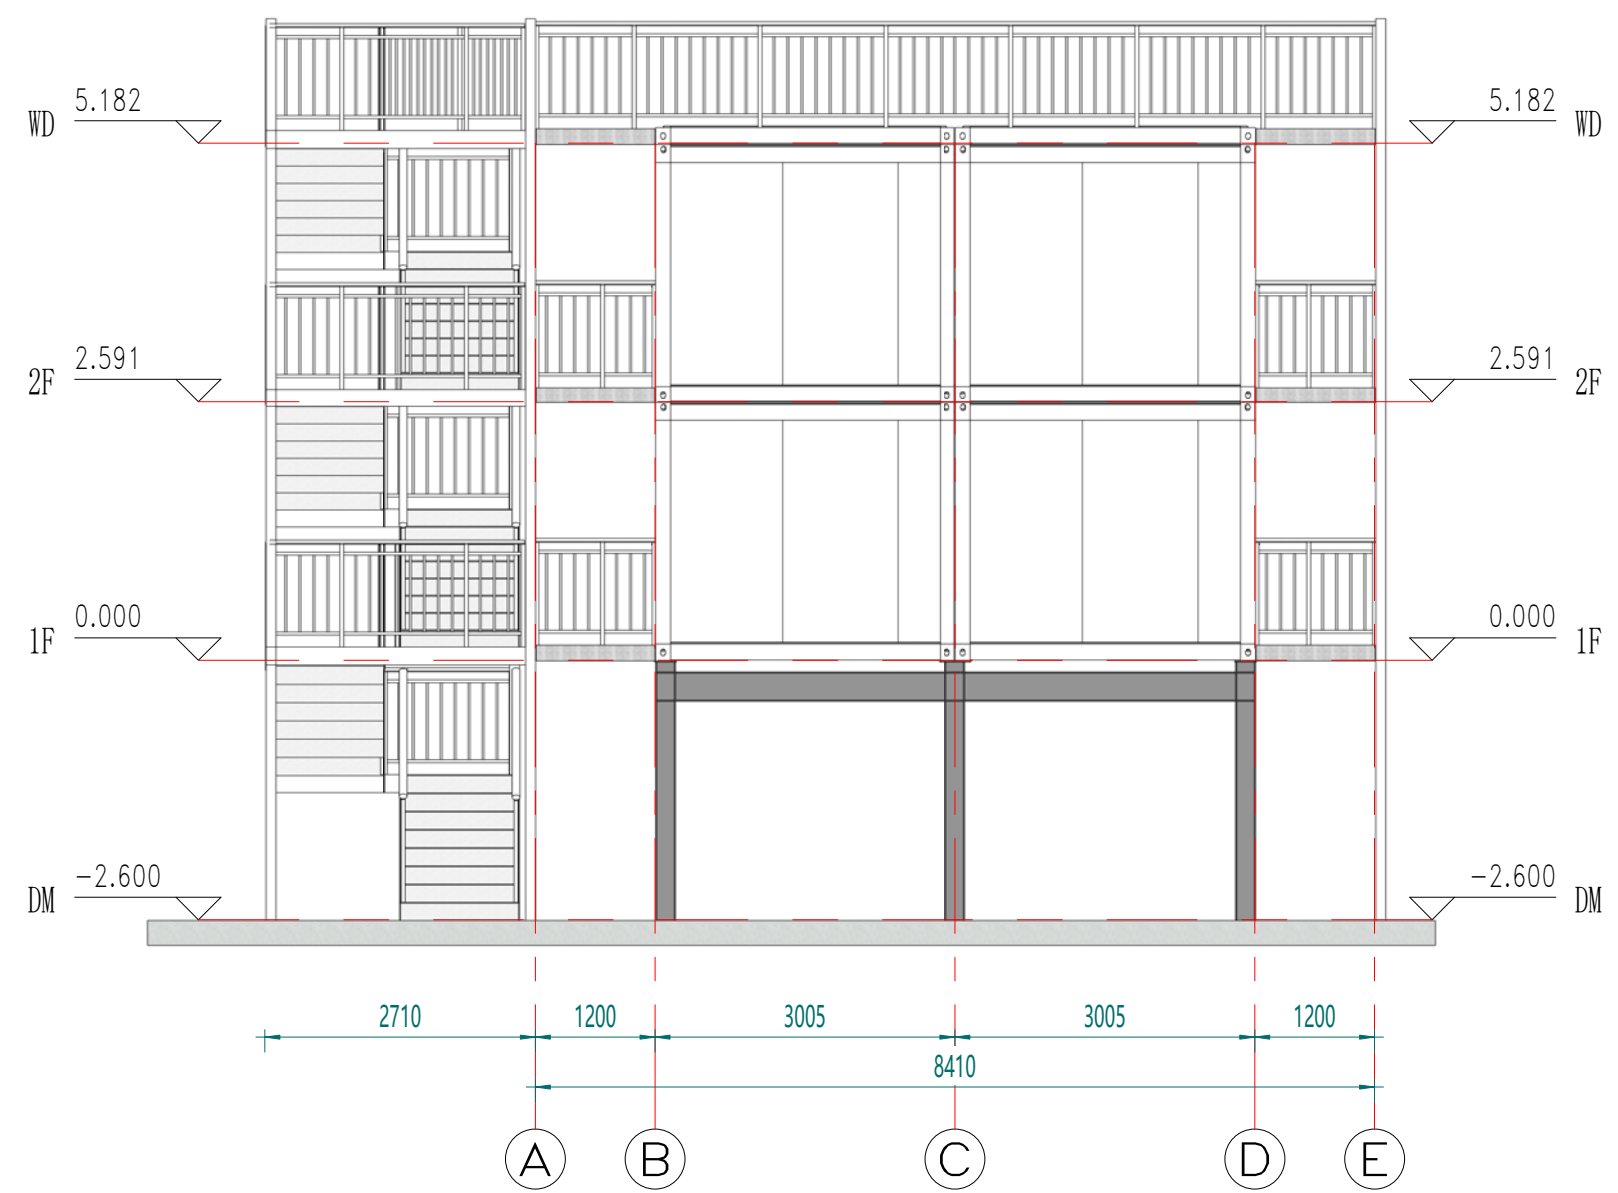 5.182 5.182
WD WD
2.591 2.591
2F 2F
0.000 0.000
1F 1F
-2.600 -2.600
DM DM
2710 1200 3005 3005 1200
8410
A B C D E